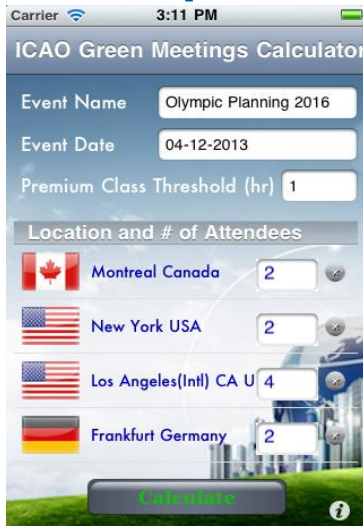 Carrier 3:11 PM
ICAO Green Meetings Calculator
Event Name Olympic Planning 2016
Event Date 04-12-2013
Premium Class Threshold (hr) 1
Location and # of Attendees
Montreal Canada 2
New York USA 2
Los Angeles(Intl) CA U 4
Frankfurt Germany 2
Calculate
i